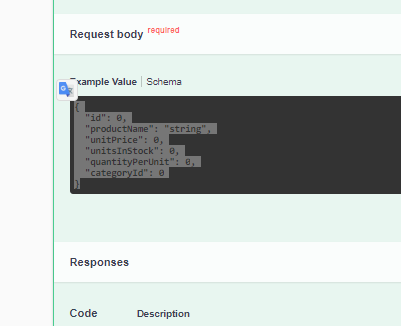 Request body required
Example Value | Schema
{
  "id": 0,
  "productName": "string",
  "unitPrice": 0,
  "unitsInStock": 0,
  "quantityPerUnit": 0,
  "categoryId": 0
}
Responses
Code Description